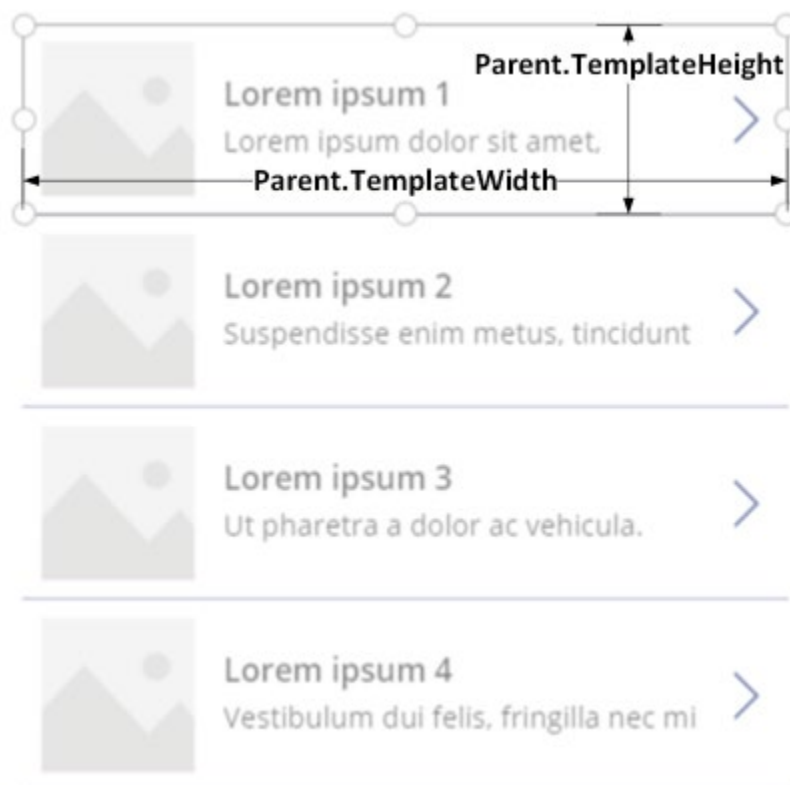 Parent.TemplateHeight
Lorem ipsum 1
Lorem ipsum dolor sit amet,
Parent.TemplateWidth
Lorem ipsum 2
Suspendisse enim metus, tincidunt
Lorem ipsum 3
Ut pharetra a dolor ac vehicula.
Lorem ipsum 4
Vestibulum dui felis, fringilla nec mi